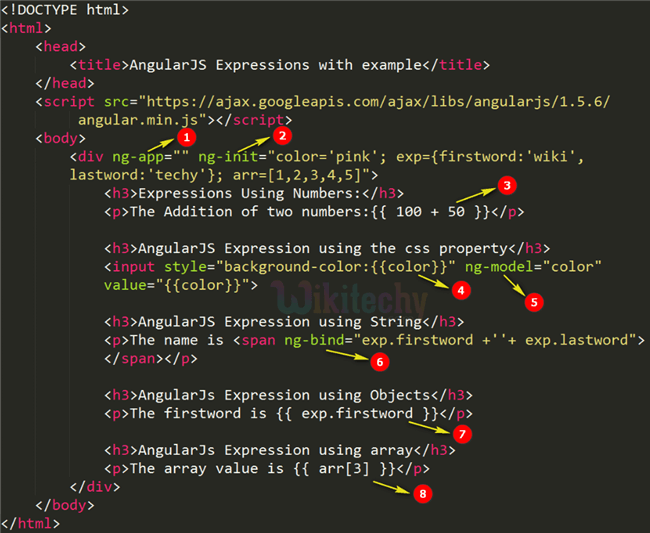 <!DOCTYPE html>
<html>
<head>
<title>AngularJS Expressions with example</title>
</head>
<script src="https://ajax.googleapis.com/ajax/libs/angularjs/1.5.6/
angular.min.js"></script>
<body>
1 2
<div ng-app="" ng-init="color='pink'; exp={firstword:'wiki',
lastword:'techy'}; arr=[1,2,3,4,5]">
<h3>Expressions Using Numbers:</h3>
3
<p>The Addition of two numbers:{{ 100 + 50 }}</p>
<h3>AngularJS Expression using the css property</h3>
<input style="background-color:{{color}}" ng-model="color"
value="{{color}}">
4 5
Wikitechy
<h3>AngularJS Expression using String</h3>
<p>The name is <span ng-bind="exp.firstword +''+ exp.lastword">
</span></p>
6
<h3>AngularJs Expression using Objects</h3>
<p>The firstword is {{ exp.firstword }}</p>
7
<h3>AngularJs Expression using array</h3>
<p>The array value is {{ arr[3] }}</p>
</div>
8
</body>
</html>